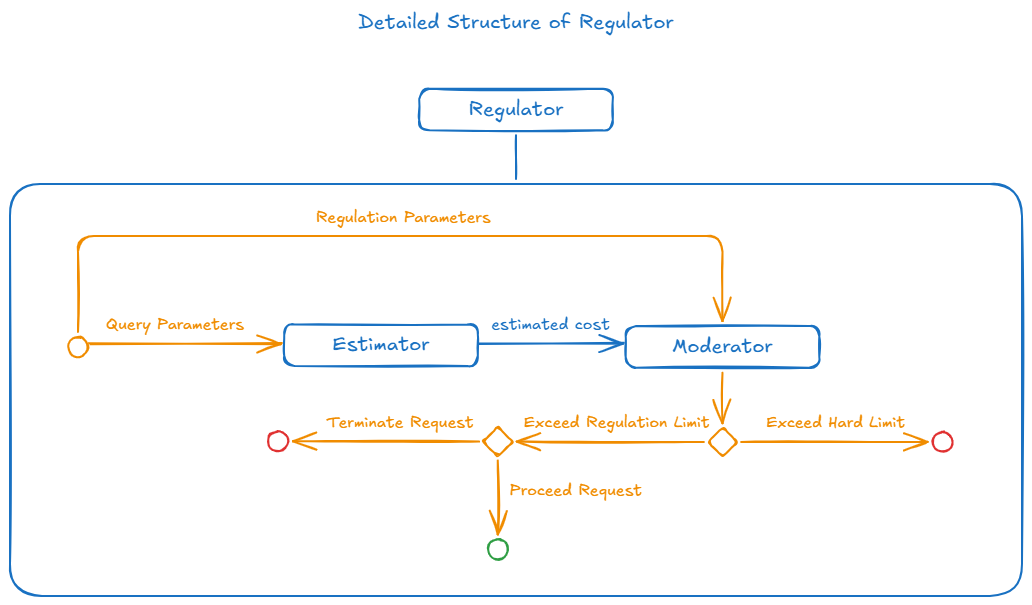 Detailed Structure of Regulator
Regulator
Regulation Parameters
Query Parameters
estimated cost
Estimator
Moderator
Terminate Request
Exceed Regulation Limit
Exceed Hard Limit
Proceed Request